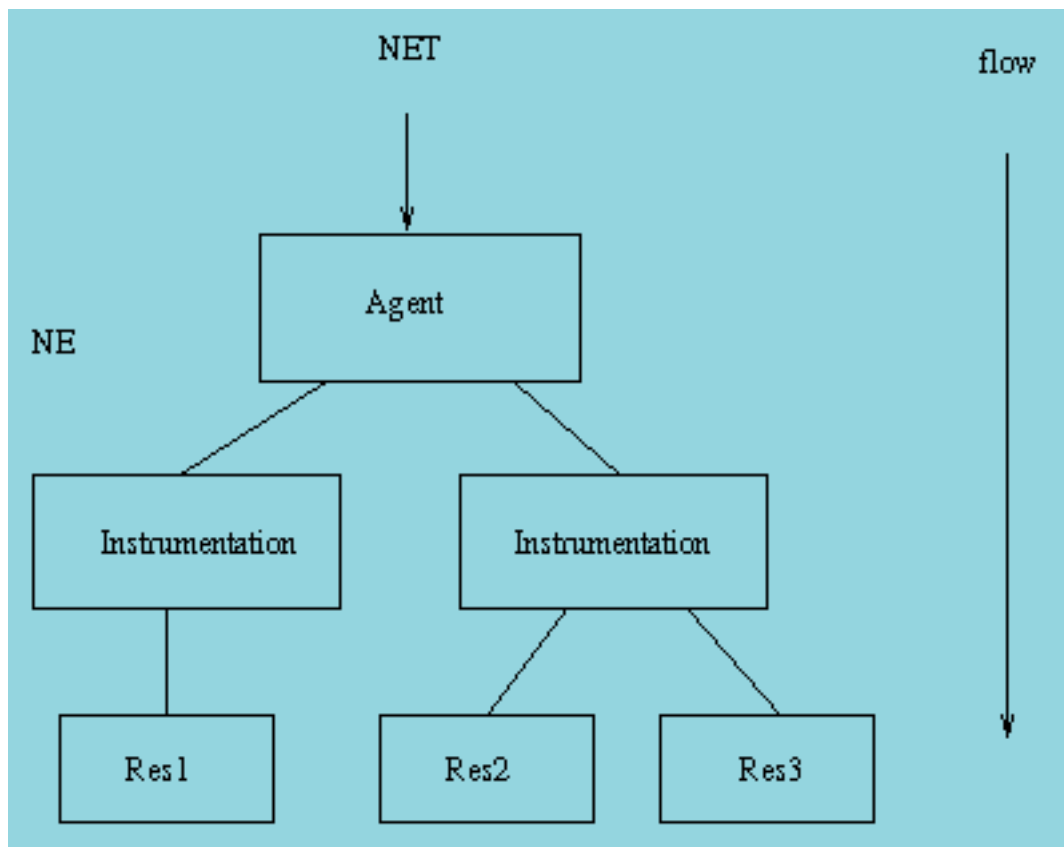 NET
flow
Agent
NE
Instrumentation
Instrumentation
Res1
Res2
Res3